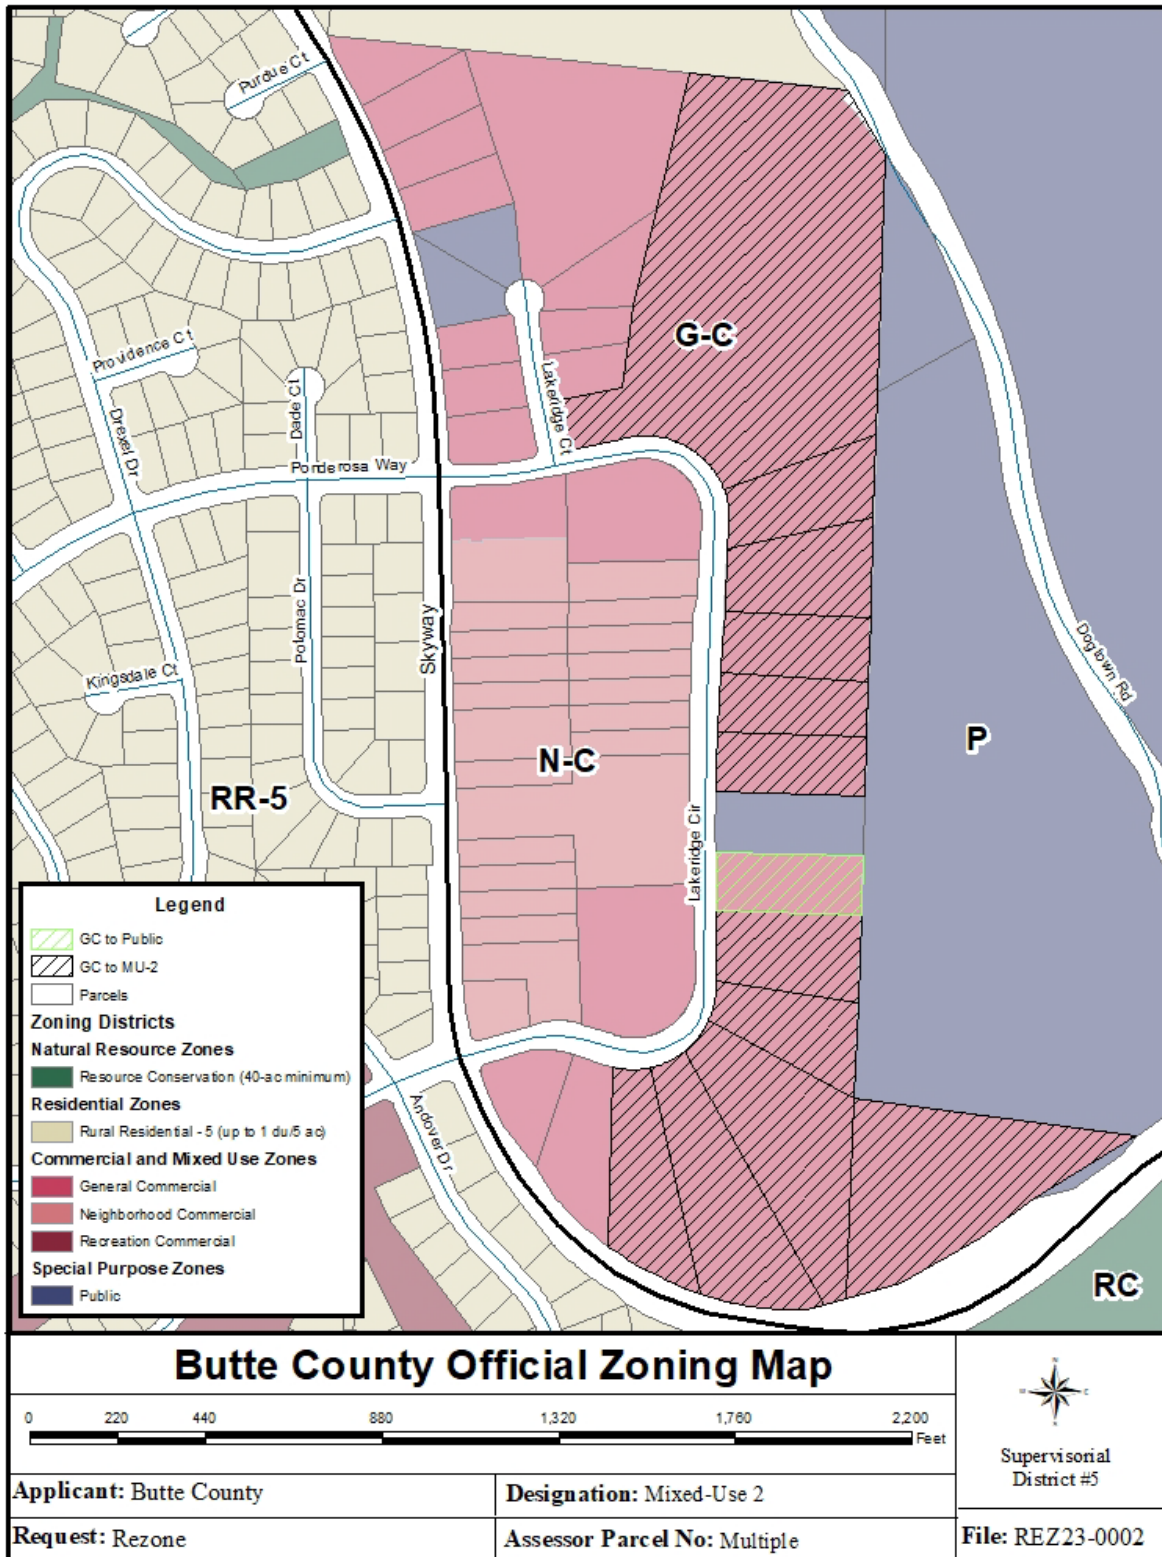 Purdue Ct
Providence Ct
Drexel Dr
Dade Ct
Ponderosa Way
Lakeridge Ct
G-C
Potomac Dr
Skyway
Kingsdale Ct
RR-5
N-C
Lakeridge Cir
P
Dogtown Rd
Andover Dr
RC
Legend
GC to Public
GC to MU-2
Parcels
Zoning Districts
Natural Resource Zones
Resource Conservation (40-ac minimum)
Residential Zones
Rural Residential - 5 (up to 1 du/5 ac)
Commercial and Mixed Use Zones
General Commercial
Neighborhood Commercial
Recreation Commercial
Special Purpose Zones
Public
Butte County Official Zoning Map
0 220 440 880 1,320 1,760 2,200
Feet
N
S
Supervisorial
District #5
Applicant: Butte County
Designation: Mixed-Use 2
Request: Rezone
Assessor Parcel No: Multiple
File: REZ23-0002